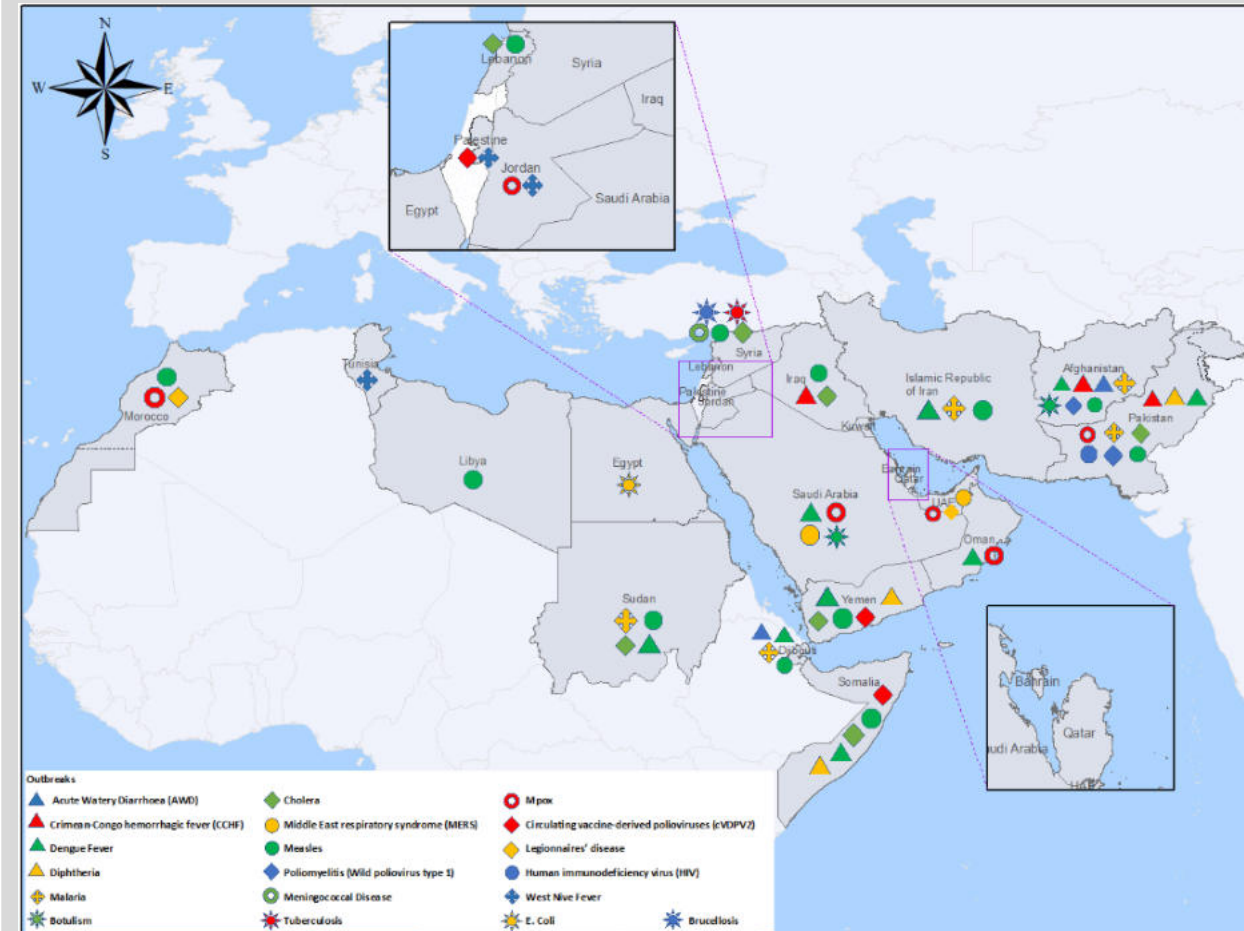 N
W
E
S
Lebanon
Syria
Iraq
Palestine
Jordan
Saudi Arabia
Egypt
Tunisia
Morocco
Libya
Egypt
Syria
Lebanon
Palestine
Jordan
Iraq
Kuwait
Islamic Republic
of Iran
Afghanistan
Pakistan
Bahrain
Qatar
UAE
Saudi Arabia
Oman
Yemen
Sudan
Djibouti
Somalia
Bahrain
Qatar
audi Arabia
UAE
Outbreaks
Acute Watery Diarrhoea (AWD) Cholera Mpox
Crimean-Congo hemorrhagic fever (CCHF) Middle East respiratory syndrome (MERS) Circulating vaccine-derived polioviruses (cVDPV2)
Dengue Fever Measles Legionnaires' disease
Diphtheria Poliomyelitis (Wild poliovirus type 1) Human immunodeficiency virus (HIV)
Malaria Meningococcal Disease West Nive Fever
Botulism Tuberculosis E. Coli Brucellosis